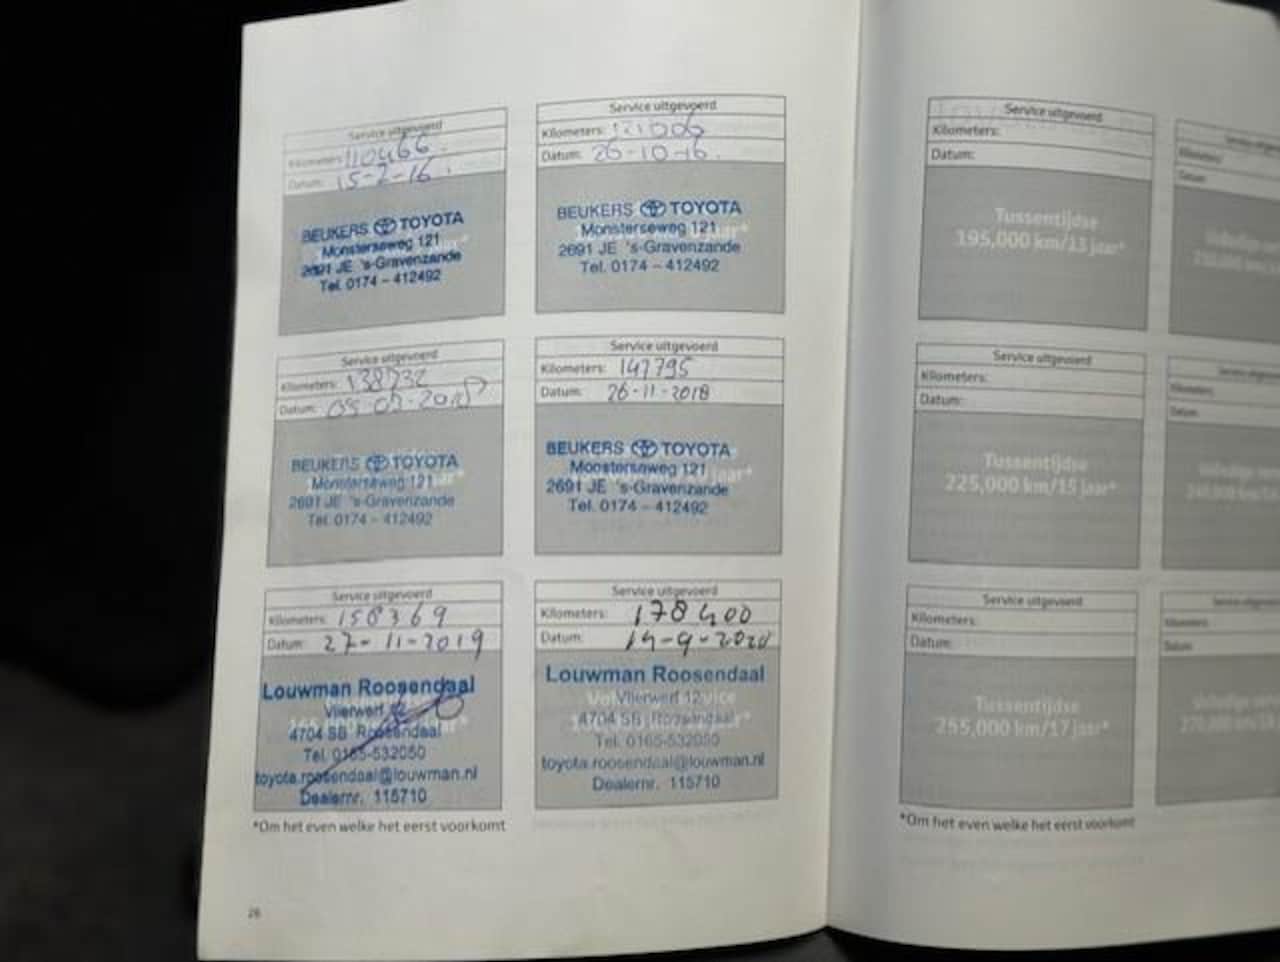 Service uitgevoerd
Kilometers: 110466
Datum: 15-2-16
BEUKERS TOYOTA
Monsterseweg 121
2691 JE 's-Gravenzande
Tel. 0174 - 412492
Service uitgevoerd
Kilometers: 121006
Datum: 26-10-16
BEUKERS TOYOTA
Monsterseweg 121
2691 JE 's-Gravenzande
Tel. 0174 - 412492
Service uitgevoerd
Kilometers: 138732
Datum:
BEUKERS TOYOTA
Monsterseweg 121
2691 JE 's-Gravenzande
Tel. 0174 - 412492
Service uitgevoerd
Kilometers: 147795
Datum: 26-11-2018
BEUKERS TOYOTA
Monsterseweg 121
2691 JE 's-Gravenzande
Tel. 0174 - 412492
Service uitgevoerd
Kilometers: 158369
Datum: 27-11-2019
Louwman Roosendaal
Vlierwerf
4704 SB Roosendaal
Tel. 0165-532050
toyota.roosendaal@louwman.nl
Dealernr. 115710
Service uitgevoerd
Kilometers: 178400
Datum: 14-9-2020
Louwman Roosendaal
Vlierwerf 12
4704 SB Roosendaal
Tel. 0165-532050
toyota.roosendaal@louwman.nl
Dealernr. 115710
*Om het even welke het eerst voorkomt
26
Service uitgevoerd
Kilometers:
Datum:
Tussentijdse
195,000 km/13 jaar*
Service uitgevoerd
Kilometers:
Datum:
Tussentijdse
225,000 km/15 jaar*
Service uitgevoerd
Kilometers:
Datum:
Tussentijdse
255,000 km/17 jaar*
*Om het even welke het eerst voorkomt